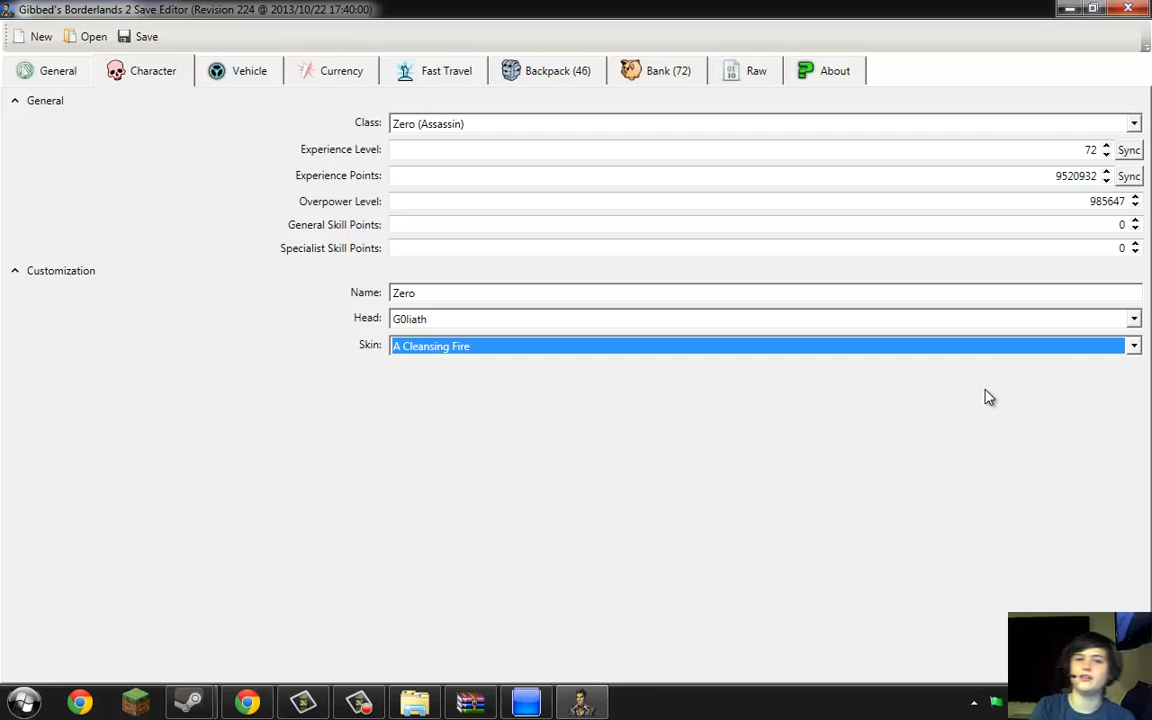 Gibbed's Borderlands 2 Save Editor (Revision 224 @ 2013/10/22 17:40:00)
New Open Save
General Character Vehicle Currency Fast Travel Backpack (46) Bank (72) Raw About
General
Class: Zero (Assassin)
Experience Level: 72 Sync
Experience Points: 9520932 Sync
Overpower Level: 985647
General Skill Points: 0
Specialist Skill Points: 0
Customization
Name: Zero
Head: G0liath
Skin: A Cleansing Fire